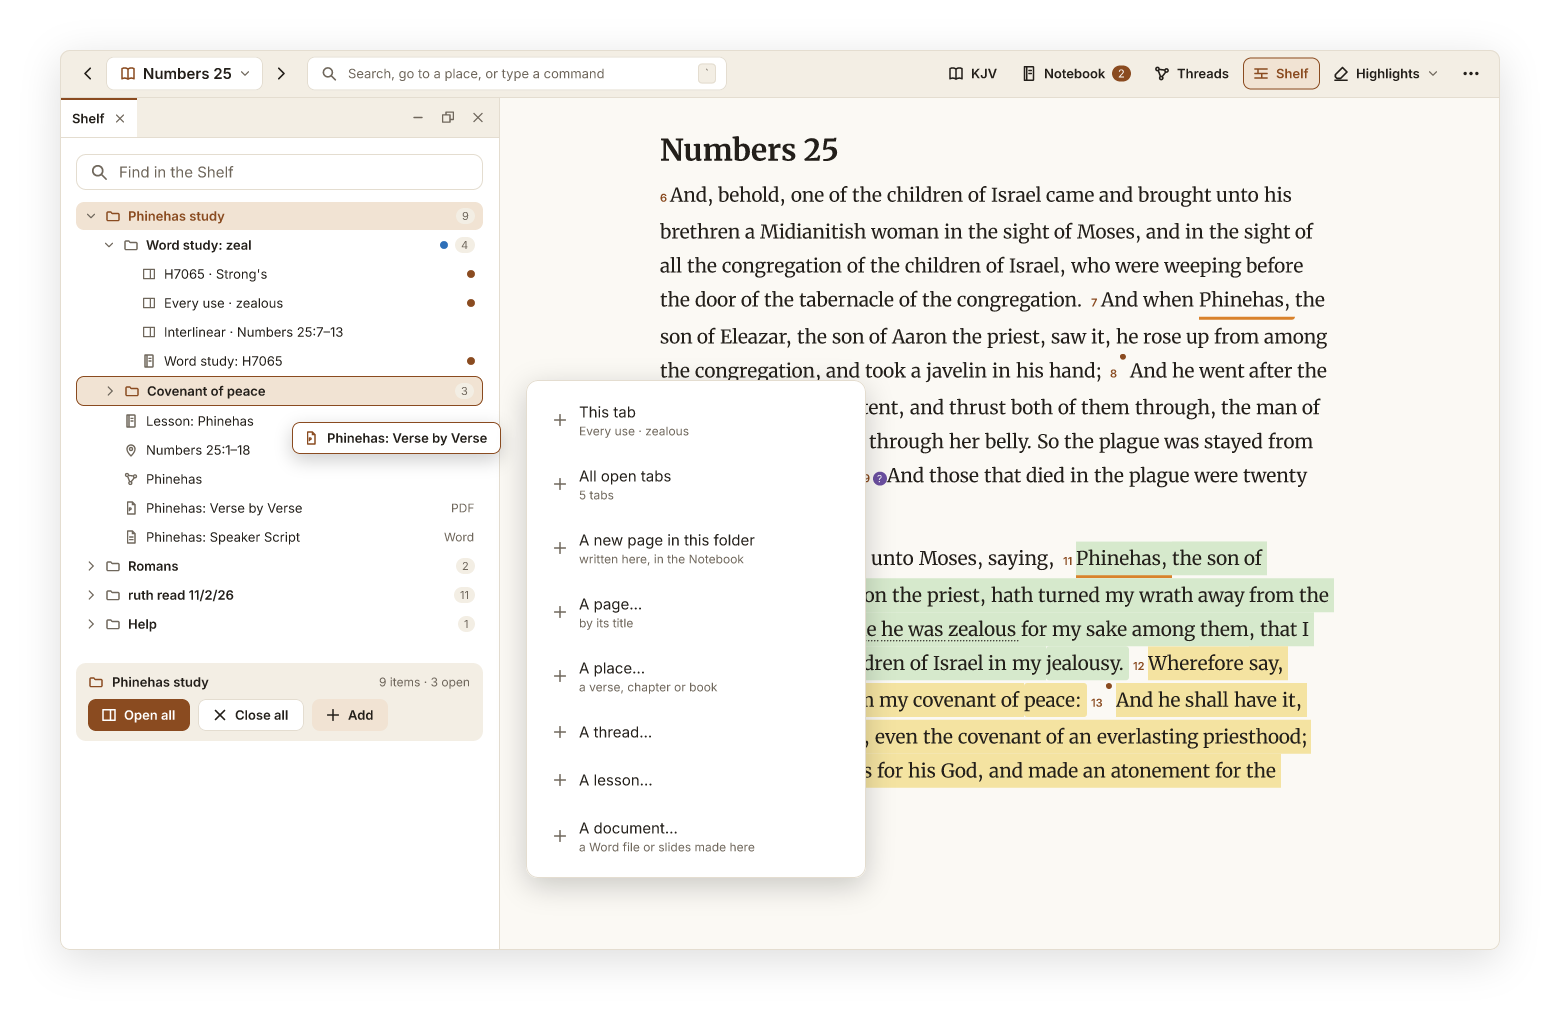 Numbers 25
Search, go to a place, or type a command
`
KJV
Notebook 2
Threads
Shelf
Highlights
Shelf
Find in the Shelf
Phinehas study 9
Word study: zeal 4
H7065 · Strong's
Every use · zealous
Interlinear · Numbers 25:7–13
Word study: H7065
Covenant of peace 3
Lesson: Phinehas
Phinehas: Verse by Verse
Numbers 25:1–18
Phinehas
Phinehas: Verse by Verse PDF
Phinehas: Speaker Script Word
Romans 2
ruth read 11/2/26 11
Help 1
Phinehas study 9 items · 3 open
Open all
Close all
Add
This tab
Every use · zealous
All open tabs
5 tabs
A new page in this folder
written here, in the Notebook
A page...
by its title
A place...
a verse, chapter or book
A thread...
A lesson...
A document...
a Word file or slides made here
Numbers 25
6 And, behold, one of the children of Israel came and brought unto his
brethren a Midianitish woman in the sight of Moses, and in the sight of
all the congregation of the children of Israel, who were weeping before
the door of the tabernacle of the congregation. 7 And when Phinehas, the
son of Eleazar, the son of Aaron the priest, saw it, he rose up from among
the congregation, and took a javelin in his hand; 8 And he went after the
tent, and thrust both of them through, the man of
through her belly. So the plague was stayed from
9 ? And those that died in the plague were twenty
unto Moses, saying, 11 Phinehas, the son of
on the priest, hath turned my wrath away from the
e he was zealous for my sake among them, that I
dren of Israel in my jealousy. 12 Wherefore say,
my covenant of peace: 13 And he shall have it,
, even the covenant of an everlasting priesthood;
s for his God, and made an atonement for the